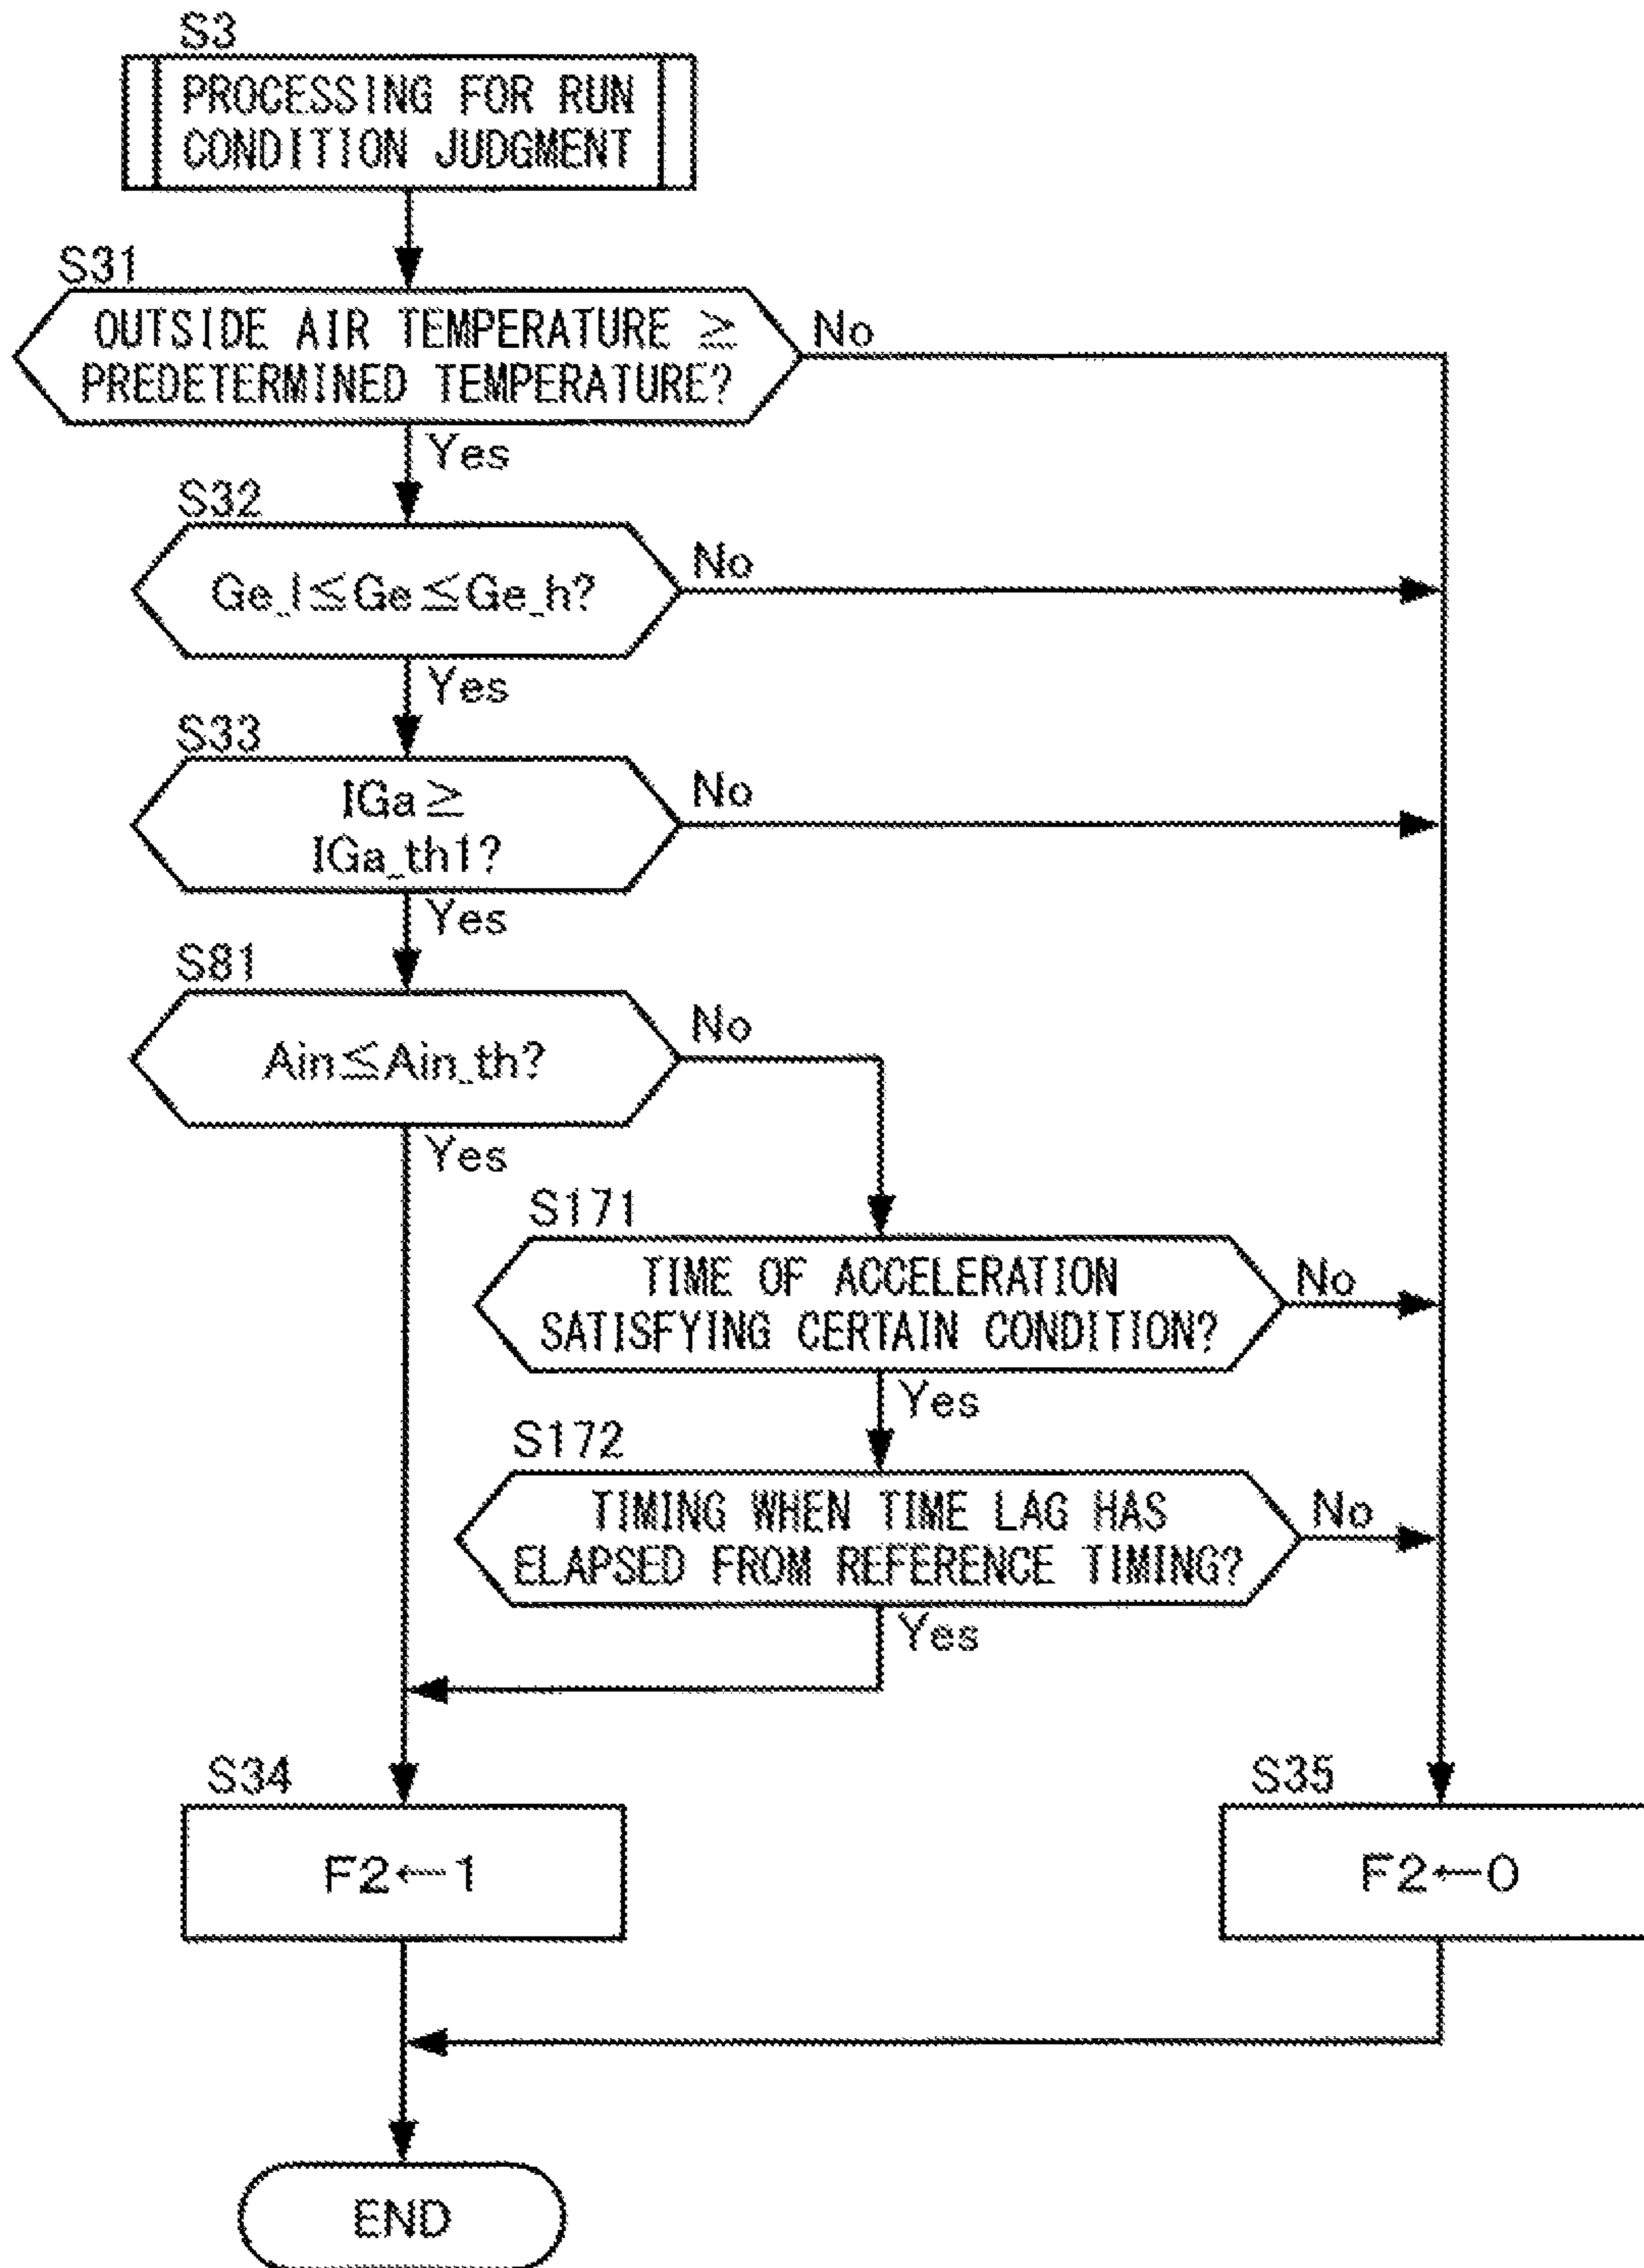 S3
PROCESSING FOR RUN
CONDITION JUDGMENT
S31
OUTSIDE AIR TEMPERATURE ≧
PREDETERMINED TEMPERATURE?
No
Yes
S32
Ge_l≦Ge≦Ge_h?
No
Yes
S33
IGa≧
IGa_th1?
No
Yes
S81
Ain≦Ain_th?
No
Yes
S171
TIME OF ACCELERATION
SATISFYING CERTAIN CONDITION?
No
Yes
S172
TIMING WHEN TIME LAG HAS
ELAPSED FROM REFERENCE TIMING?
No
Yes
S34
F2←1
S35
F2←0
END